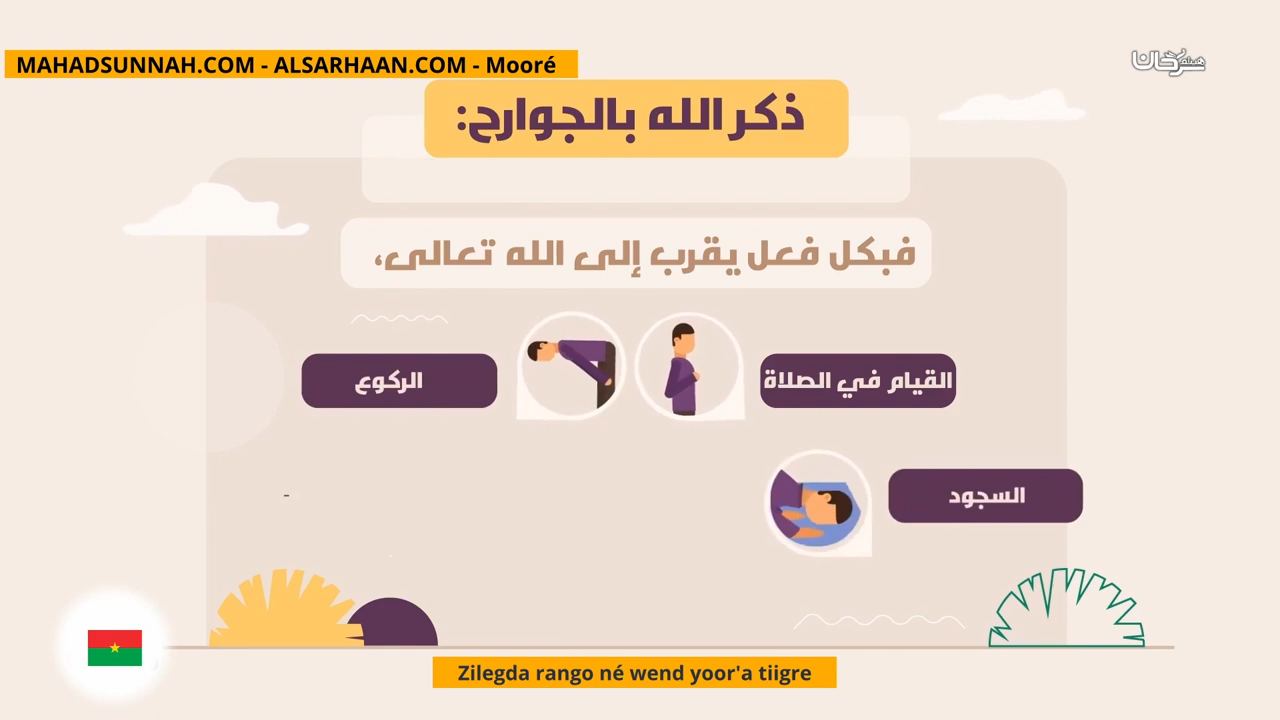 MAHADSUNNAH.COM - ALSARHAAN.COM - Mooré
سرحان
ذكر الله بالجوارح:
فبكل فعل يقرب إلى الله تعالى،
القيام في الصلاة
الركوع
السجود
-
Zilegda rango né wend yoor'a tiigre